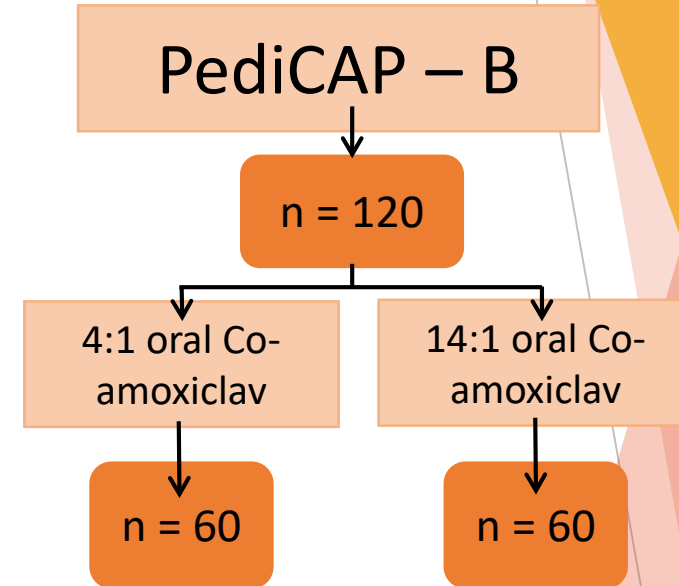 PediCAP – B
n = 120
4:1 oral Co-
amoxiclav
14:1 oral Co-
amoxiclav
n = 60
n = 60